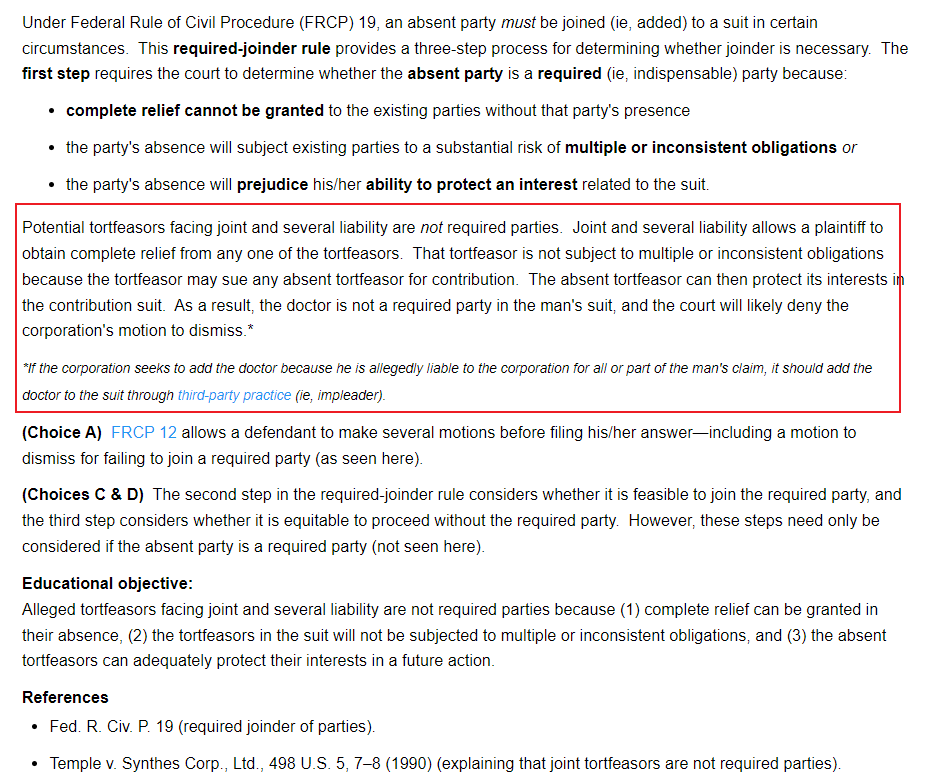 Under Federal Rule of Civil Procedure (FRCP) 19, an absent party must be joined (ie, added) to a suit in certain
circumstances. This required-joinder rule provides a three-step process for determining whether joinder is necessary. The
first step requires the court to determine whether the absent party is a required (ie, indispensable) party because:
• complete relief cannot be granted to the existing parties without that party's presence
• the party's absence will subject existing parties to a substantial risk of multiple or inconsistent obligations or
• the party's absence will prejudice his/her ability to protect an interest related to the suit.
Potential tortfeasors facing joint and several liability are not required parties. Joint and several liability allows a plaintiff to
obtain complete relief from any one of the tortfeasors. That tortfeasor is not subject to multiple or inconsistent obligations
because the tortfeasor may sue any absent tortfeasor for contribution. The absent tortfeasor can then protect its interests in
the contribution suit. As a result, the doctor is not a required party in the man's suit, and the court will likely deny the
corporation's motion to dismiss.*
*If the corporation seeks to add the doctor because he is allegedly liable to the corporation for all or part of the man's claim, it should add the
doctor to the suit through third-party practice (ie, impleader).
(Choice A) FRCP 12 allows a defendant to make several motions before filing his/her answer—including a motion to
dismiss for failing to join a required party (as seen here).
(Choices C & D) The second step in the required-joinder rule considers whether it is feasible to join the required party, and
the third step considers whether it is equitable to proceed without the required party. However, these steps need only be
considered if the absent party is a required party (not seen here).
Educational objective:
Alleged tortfeasors facing joint and several liability are not required parties because (1) complete relief can be granted in
their absence, (2) the tortfeasors in the suit will not be subjected to multiple or inconsistent obligations, and (3) the absent
tortfeasors can adequately protect their interests in a future action.
References
• Fed. R. Civ. P. 19 (required joinder of parties).
• Temple v. Synthes Corp., Ltd., 498 U.S. 5, 7–8 (1990) (explaining that joint tortfeasors are not required parties).